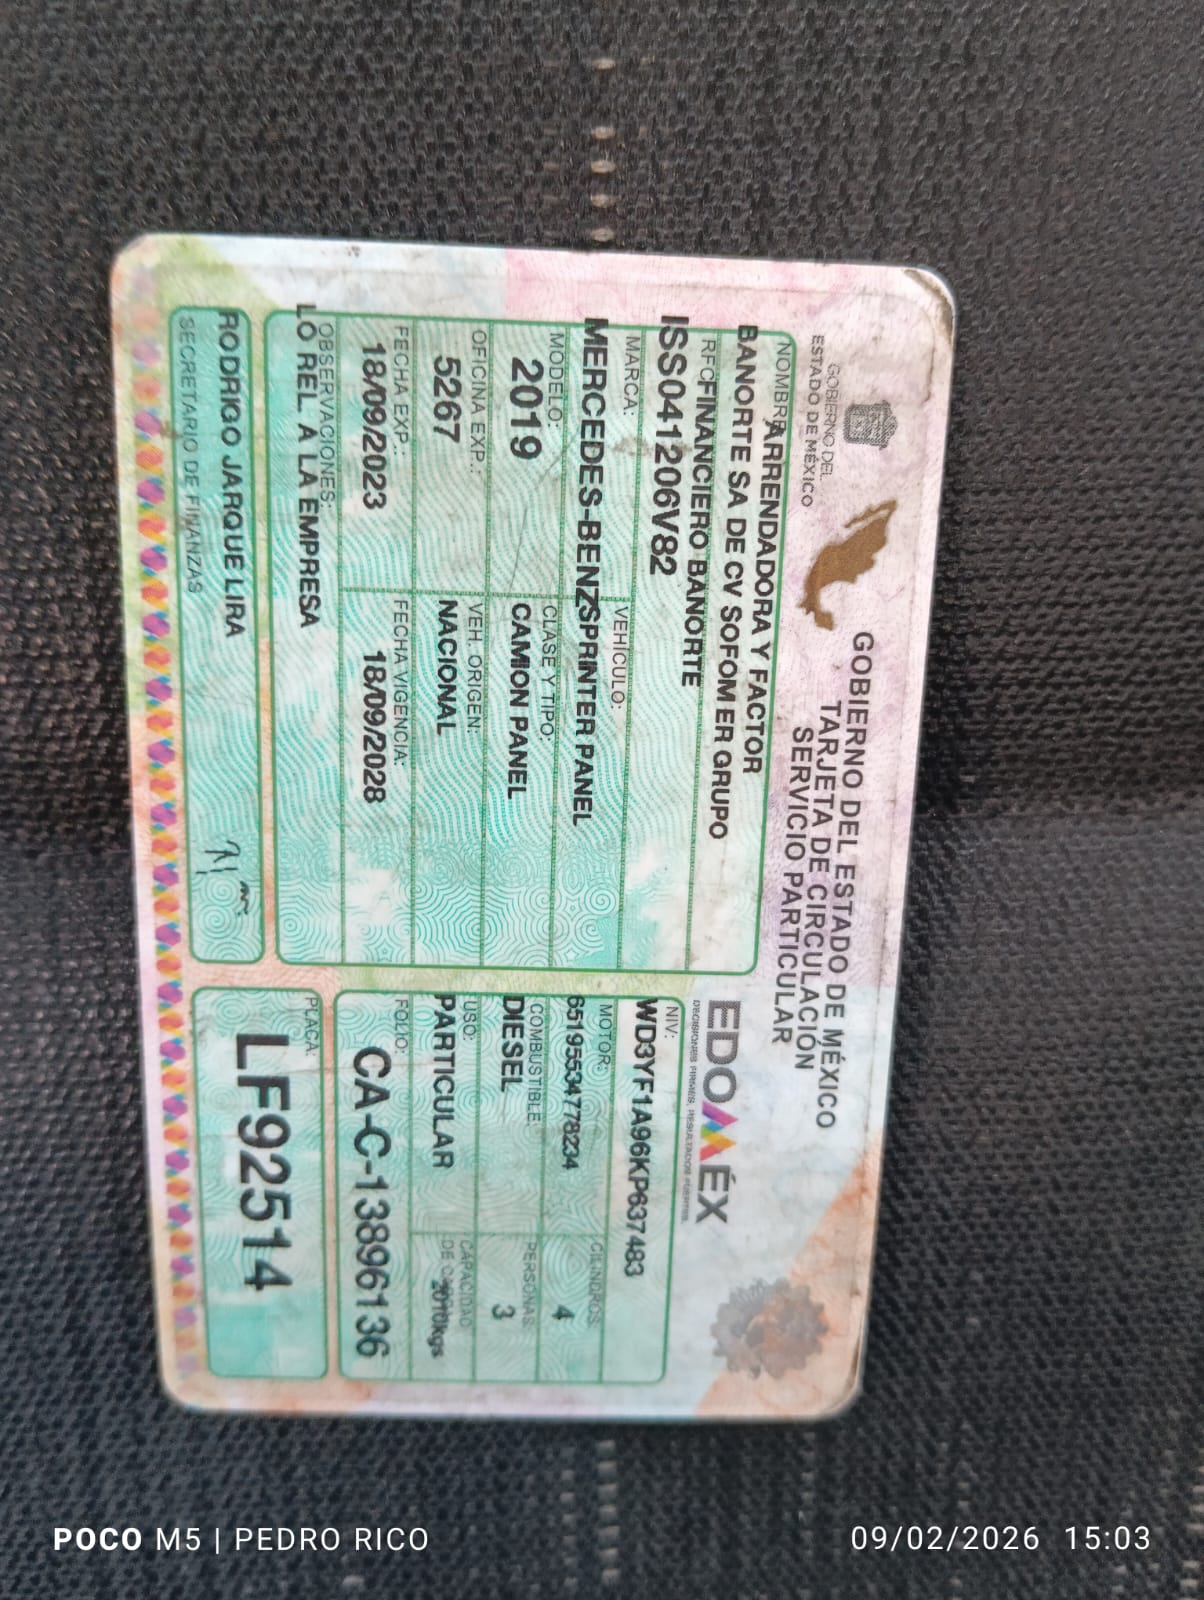 GOBIERNO DEL
ESTADO DE MÉXICO
GOBIERNO DEL ESTADO DE MÉXICO
TARJETA DE CIRCULACIÓN
SERVICIO PARTICULAR
EDOMÉX
DECISIONES FIRMES, RESULTADOS FUERTES.
NOMBRE
ARRENDADORA Y FACTOR
BANORTE SA DE CV SOFOM ER GRUPO
RFC FINANCIERO BANORTE
ISS041206V82
MARCA: VEHÍCULO:
MERCEDES-BENZ SPRINTER PANEL
MODELO: CLASE Y TIPO:
2019 CAMION PANEL
OFICINA EXP.: VEH. ORIGEN:
5267 NACIONAL
FECHA EXP.: FECHA VIGENCIA:
18/09/2023 18/09/2028
OBSERVACIONES:
LO REL. A LA EMPRESA
RODRIGO JARQUE LIRA
SECRETARIO DE FINANZAS
NIV:
WD3YF1A96KP637483
MOTOR: CILINDROS:
65195534778234 4
COMBUSTIBLE: PERSONAS:
DIESEL 3
USO: CAPACIDAD
DE CARGA:
PARTICULAR 2010kgs
FOLIO:
CA-C-13896136
PLACA:
LF92514
POCO M5 | PEDRO RICO
09/02/2026 15:03